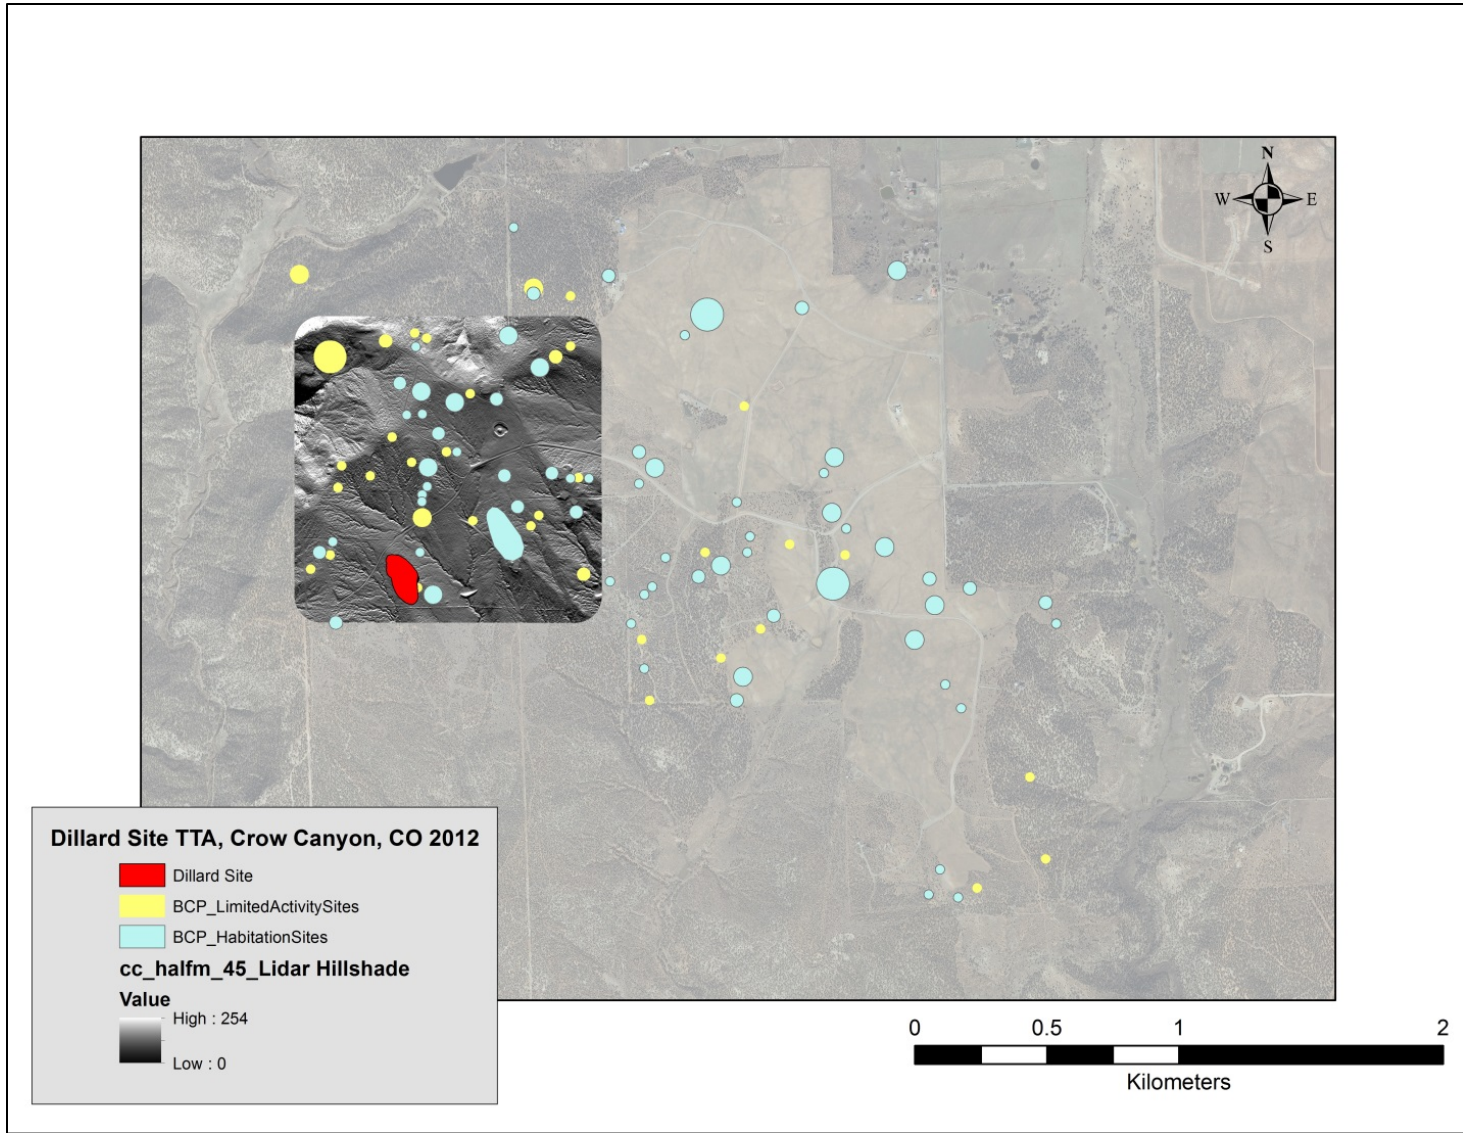 N
W E
S
Dillard Site TTA, Crow Canyon, CO 2012
Dillard Site
BCP_LimitedActivitySites
BCP_HabitationSites
cc_halfm_45_Lidar Hillshade
Value
High : 254
Low : 0
0 0.5 1 2
Kilometers